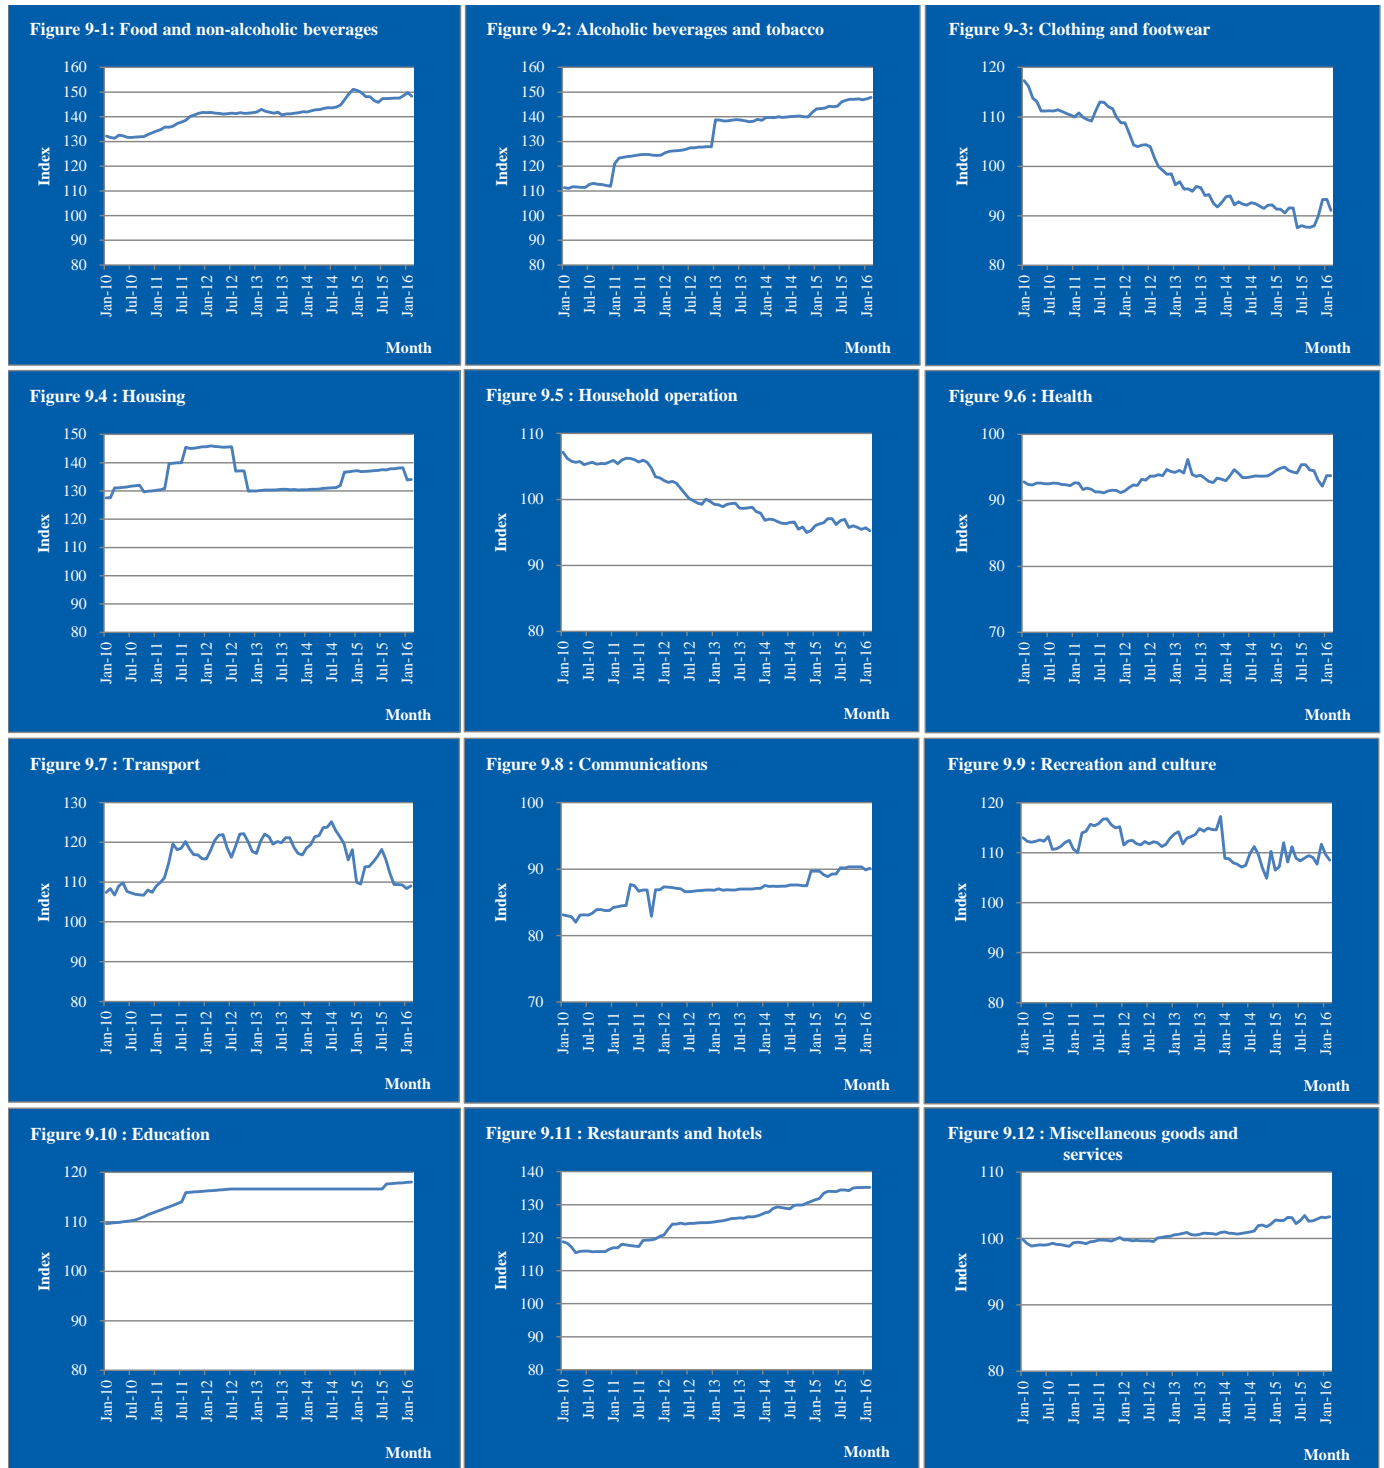 Figure 9-1: Food and non-alcoholic beverages
160
150
140
130
120
110
100
90
80
Index
Jan-10
Jul-10
Jan-11
Jul-11
Jan-12
Jul-12
Jan-13
Jul-13
Jan-14
Jul-14
Jan-15
Jul-15
Jan-16
Month
Figure 9-2: Alcoholic beverages and tobacco
160
150
140
130
120
110
100
90
80
Index
Jan-10
Jul-10
Jan-11
Jul-11
Jan-12
Jul-12
Jan-13
Jul-13
Jan-14
Jul-14
Jan-15
Jul-15
Jan-16
Month
Figure 9-3: Clothing and footwear
120
110
100
90
80
Index
Jan-10
Jul-10
Jan-11
Jul-11
Jan-12
Jul-12
Jan-13
Jul-13
Jan-14
Jul-14
Jan-15
Jul-15
Jan-16
Month
Figure 9.4 : Housing
150
140
130
120
110
100
90
80
Index
Jan-10
Jul-10
Jan-11
Jul-11
Jan-12
Jul-12
Jan-13
Jul-13
Jan-14
Jul-14
Jan-15
Jul-15
Jan-16
Month
Figure 9.5 : Household operation
110
100
90
80
Index
Jan-10
Jul-10
Jan-11
Jul-11
Jan-12
Jul-12
Jan-13
Jul-13
Jan-14
Jul-14
Jan-15
Jul-15
Jan-16
Month
Figure 9.6 : Health
100
90
80
70
Index
Jan-10
Jul-10
Jan-11
Jul-11
Jan-12
Jul-12
Jan-13
Jul-13
Jan-14
Jul-14
Jan-15
Jul-15
Jan-16
Month
Figure 9.7 : Transport
130
120
110
100
90
80
Index
Jan-10
Jul-10
Jan-11
Jul-11
Jan-12
Jul-12
Jan-13
Jul-13
Jan-14
Jul-14
Jan-15
Jul-15
Jan-16
Month
Figure 9.8 : Communications
100
90
80
70
Index
Jan-10
Jul-10
Jan-11
Jul-11
Jan-12
Jul-12
Jan-13
Jul-13
Jan-14
Jul-14
Jan-15
Jul-15
Jan-16
Month
Figure 9.9 : Recreation and culture
120
110
100
90
80
Index
Jan-10
Jul-10
Jan-11
Jul-11
Jan-12
Jul-12
Jan-13
Jul-13
Jan-14
Jul-14
Jan-15
Jul-15
Jan-16
Month
Figure 9.10 : Education
120
110
100
90
80
Index
Jan-10
Jul-10
Jan-11
Jul-11
Jan-12
Jul-12
Jan-13
Jul-13
Jan-14
Jul-14
Jan-15
Jul-15
Jan-16
Month
Figure 9.11 : Restaurants and hotels
140
130
120
110
100
90
80
Index
Jan-10
Jul-10
Jan-11
Jul-11
Jan-12
Jul-12
Jan-13
Jul-13
Jan-14
Jul-14
Jan-15
Jul-15
Jan-16
Month
Figure 9.12 : Miscellaneous goods and
services
110
100
90
80
Index
Jan-10
Jul-10
Jan-11
Jul-11
Jan-12
Jul-12
Jan-13
Jul-13
Jan-14
Jul-14
Jan-15
Jul-15
Jan-16
Month